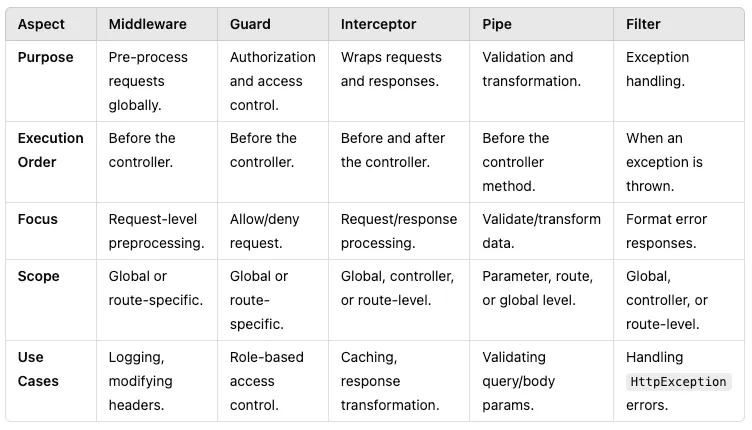 Aspect Middleware Guard Interceptor Pipe Filter
Purpose Pre-process Authorization Wraps requests Validation and Exception
requests and access and responses. transformation. handling.
globally. control.
Execution Before the Before the Before and after Before the When an
Order controller. controller. the controller. controller exception is
method. thrown.
Focus Request-level Allow/deny Request/response Validate/transform Format error
preprocessing. request. processing. data. responses.
Scope Global or Global or Global, controller, Parameter, route, Global,
route-specific. route- or route-level. or global level. controller, or
specific. route-level.
Use Logging, Role-based Caching, Validating Handling
Cases modifying access response query/body HttpException
headers. control. transformation. params. errors.